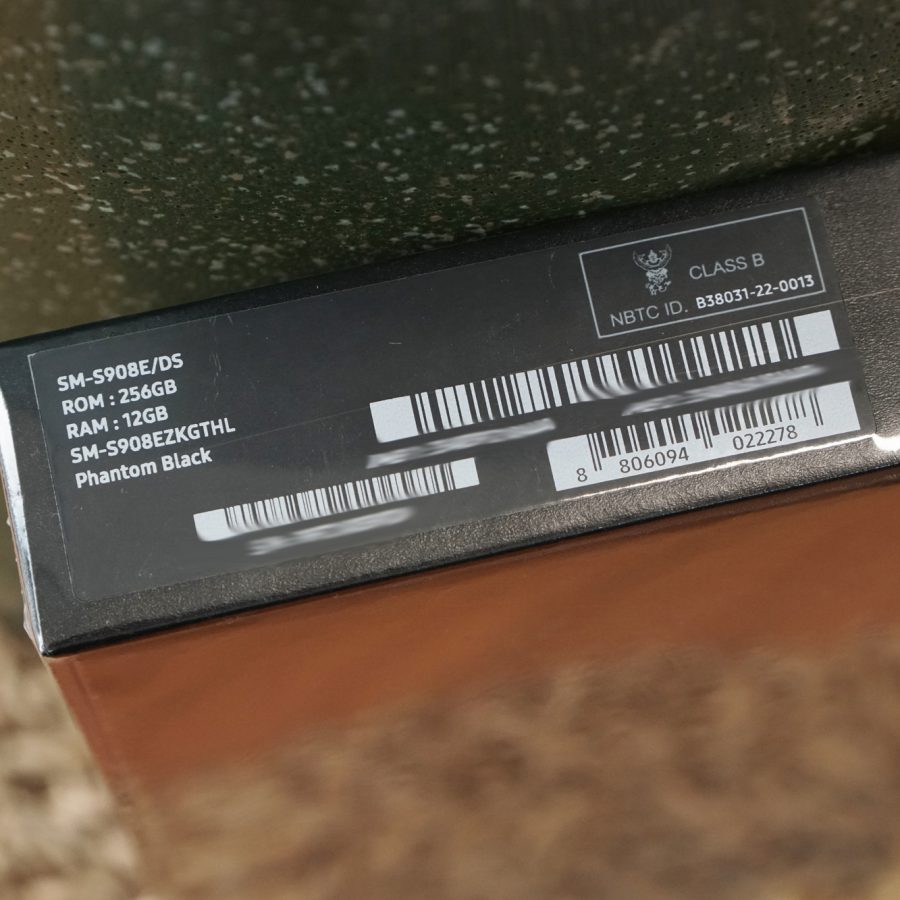 SM-S908E/DS
ROM : 256GB
RAM : 12GB
SM-S908EZKGTHL
Phantom Black
CLASS B
NBTC ID. B38031-22-0013
8 806094 022278